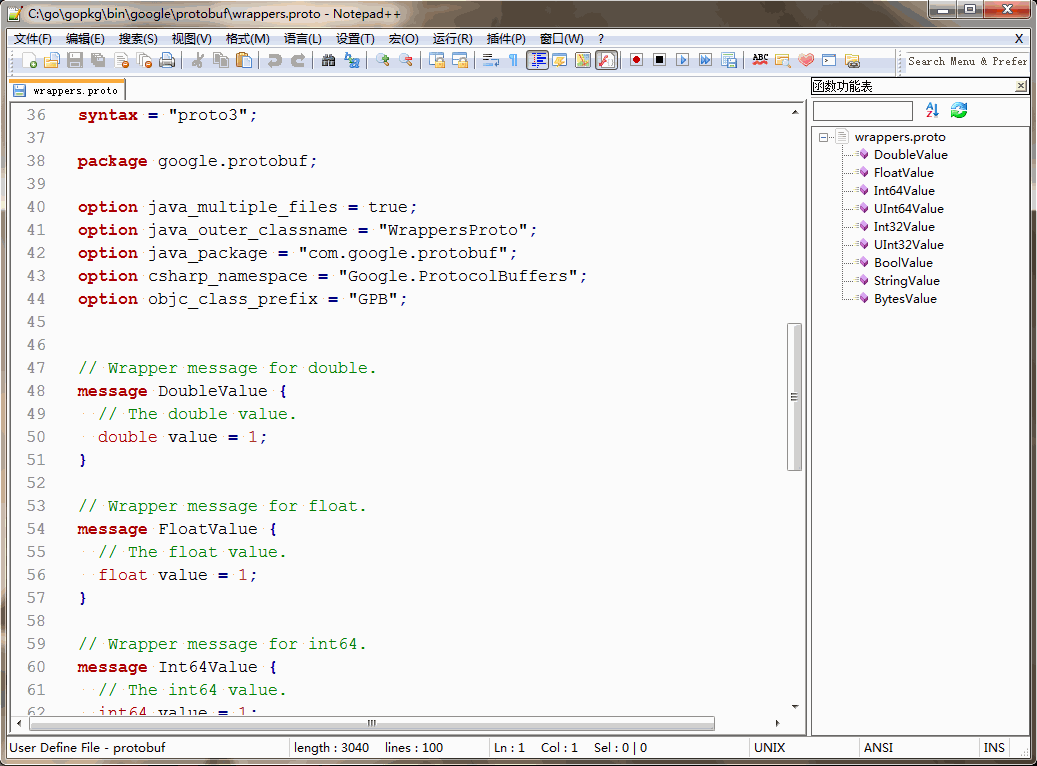 C:\go\gopkg\bin\google\protobuf\wrappers.proto - Notepad++
文件(F) 编辑(E) 搜索(S) 视图(V) 格式(M) 语言(L) 设置(T) 宏(O) 运行(R) 插件(P) 窗口(W) ? X
ABC
Search Menu & Prefer
wrappers.proto
36 syntax = "proto3";
37
38 package google.protobuf;
39
40 option java_multiple_files = true;
41 option java_outer_classname = "WrappersProto";
42 option java_package = "com.google.protobuf";
43 option csharp_namespace = "Google.ProtocolBuffers";
44 option objc_class_prefix = "GPB";
45
46
47 // Wrapper message for double.
48 message DoubleValue {
49 // The double value.
50 double value = 1;
51 }
52
53 // Wrapper message for float.
54 message FloatValue {
55 // The float value.
56 float value = 1;
57 }
58
59 // Wrapper message for int64.
60 message Int64Value {
61 // The int64 value.
62 int64 value = 1;
函数功能表
wrappers.proto
DoubleValue
FloatValue
Int64Value
UInt64Value
Int32Value
UInt32Value
BoolValue
StringValue
BytesValue
User Define File - protobuf length : 3040 lines : 100 Ln : 1 Col : 1 Sel : 0 | 0 UNIX ANSI INS